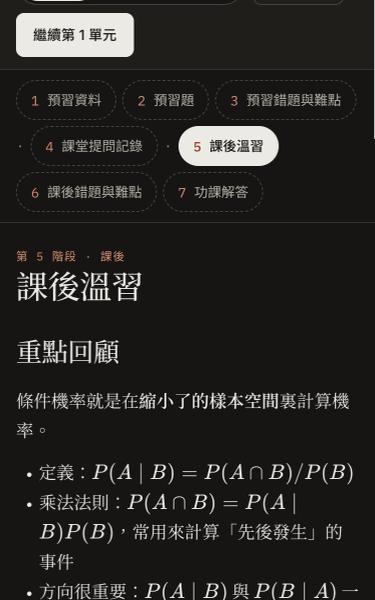 繼續第 1 單元
1 預習資料
2 預習題
3 預習錯題與難點
· 4 課堂提問記錄
· 5 課後溫習
6 課後錯題與難點
7 功課解答
第 5 階段 · 課後
課後溫習
重點回顧
條件機率就是在縮小了的樣本空間裏計算機
率。
• 定義：P(A | B) = P(A ∩ B)/P(B)
• 乘法法則：P(A ∩ B) = P(A |
B)P(B)，常用來計算「先後發生」的
事件
• 方向很重要：P(A | B) 與 P(B | A) 一